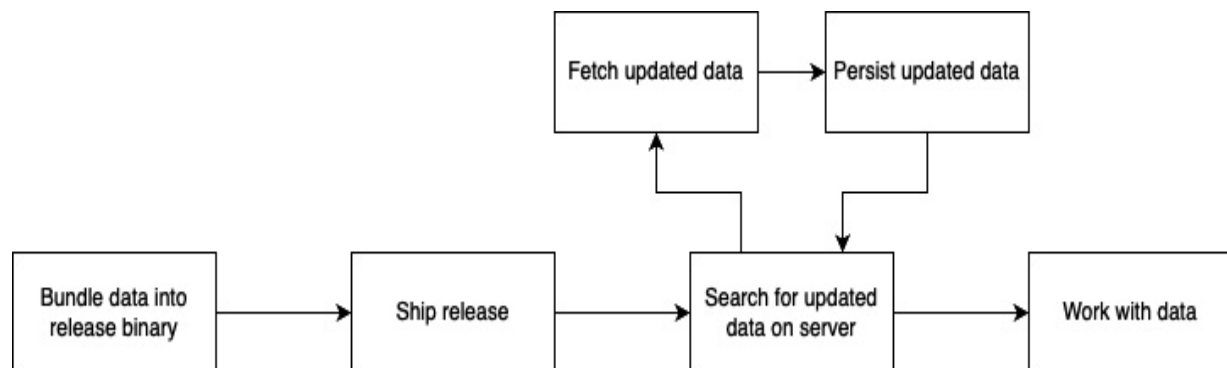 Fetch updated data
Persist updated data
Bundle data into
release binary
Ship release
Search for updated
data on server
Work with data